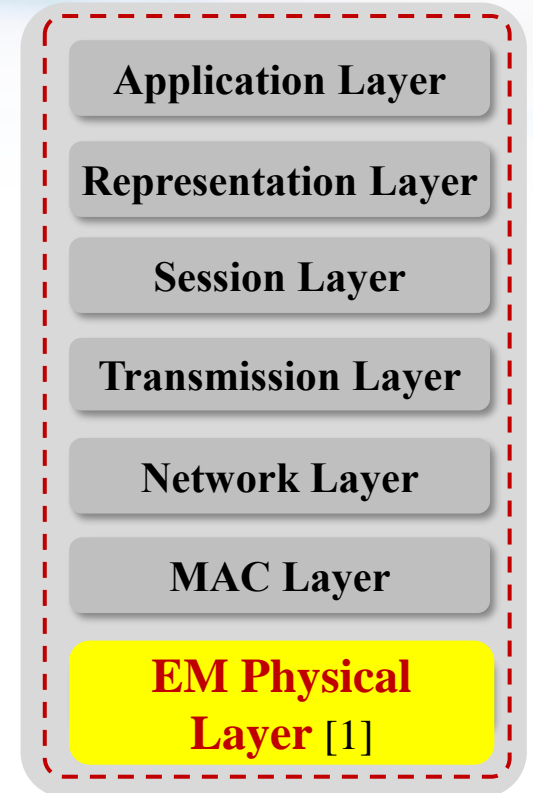 Application Layer
Representation Layer
Session Layer
Transmission Layer
Network Layer
MAC Layer
EM Physical
Layer [1]